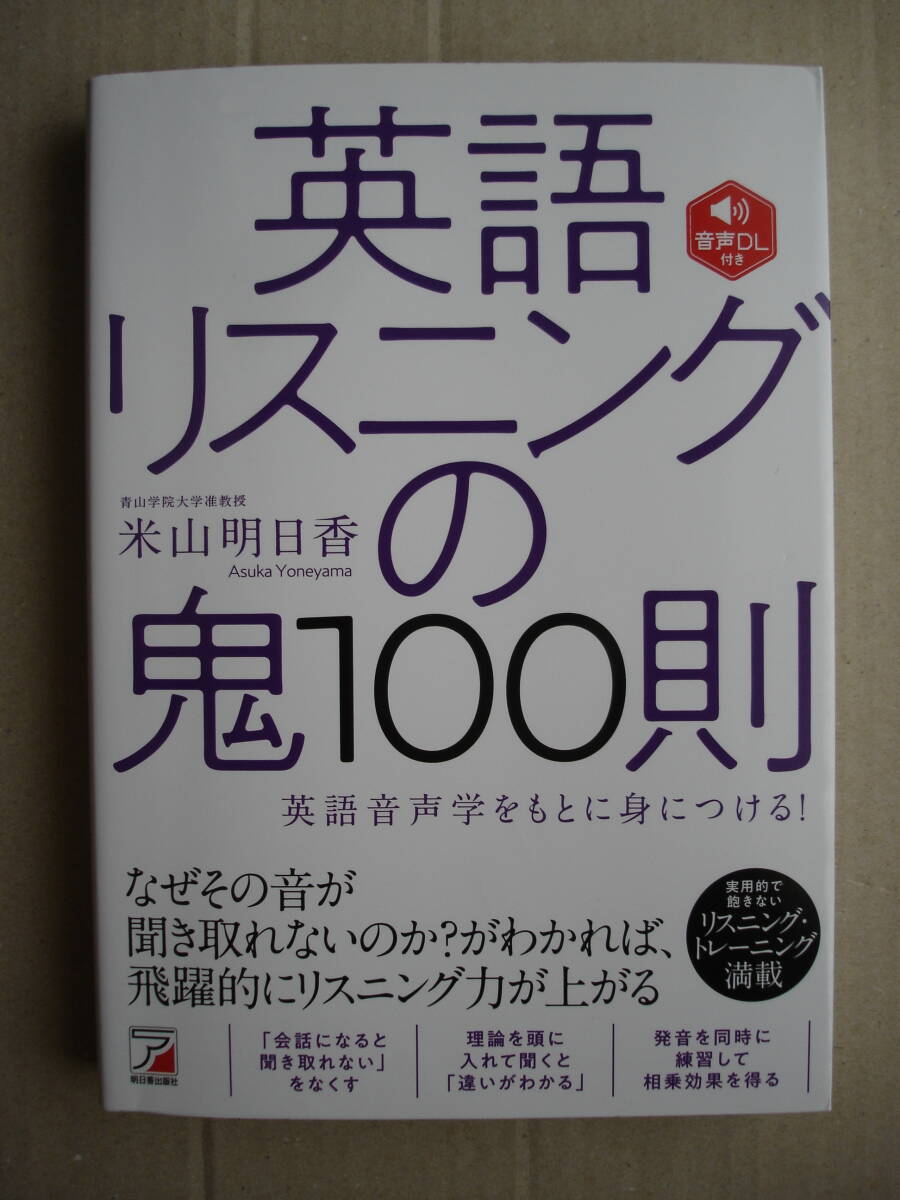 英語
音声DL
付き
リスニング
の
青山学院大学准教授
米山明日香
Asuka Yoneyama
鬼100則
英語音声学をもとに身につける!
なぜその音が
聞き取れないのか?がわかれば、
飛躍的にリスニング力が上がる
実用的で
飽きない
リスニング・
トレーニング
満載
ア
明日香出版社
「会話になると
聞き取れない」
をなくす
理論を頭に
入れて聞くと
「違いがわかる」
発音を同時に
練習して
相乗効果を得る